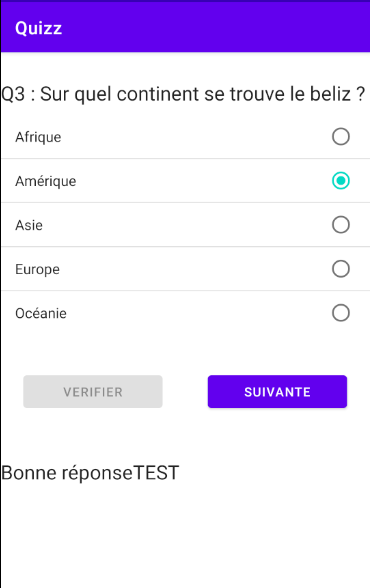 Quizz
Q3 : Sur quel continent se trouve le beliz ?
Afrique
Amérique
Asie
Europe
Océanie
VERIFIER
SUIVANTE
Bonne réponseTEST